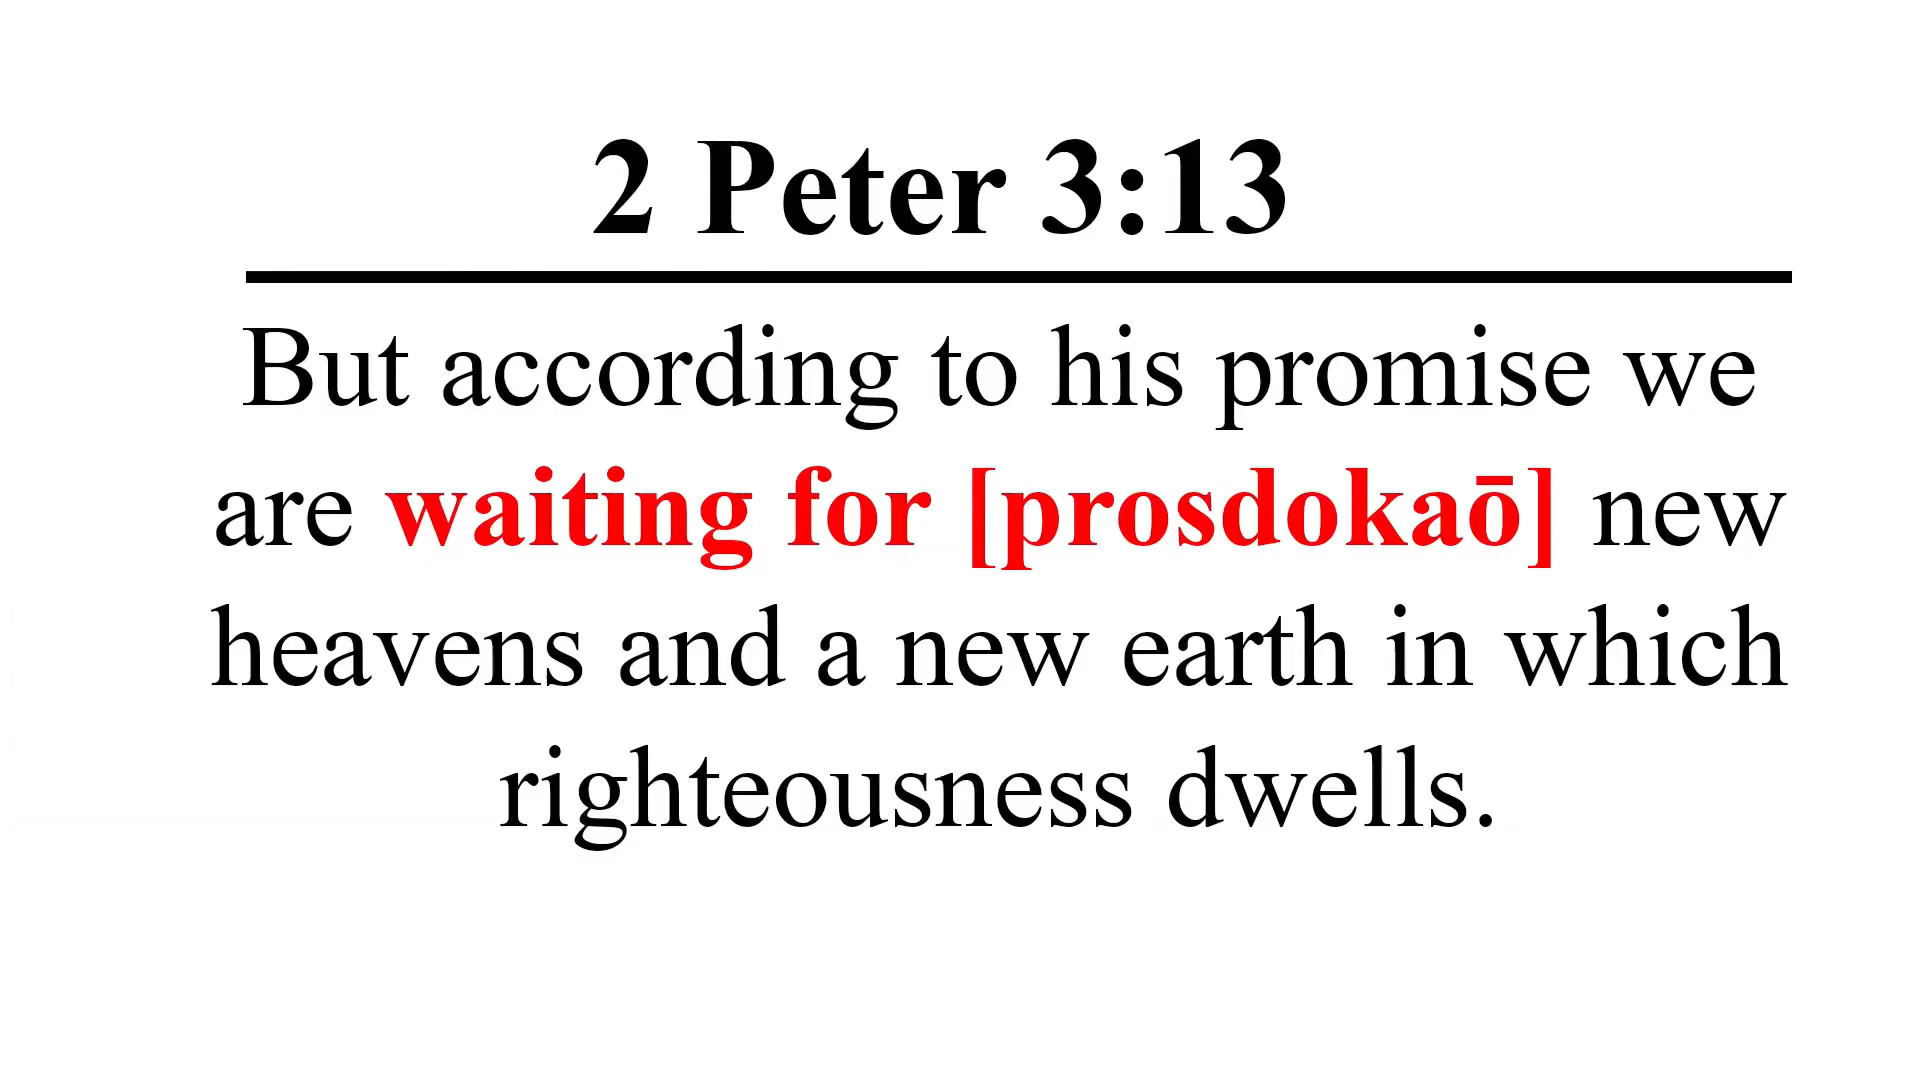 2 Peter 3:13
But according to his promise we
are waiting for [prosdokaō] new
heavens and a new earth in which
righteousness dwells.